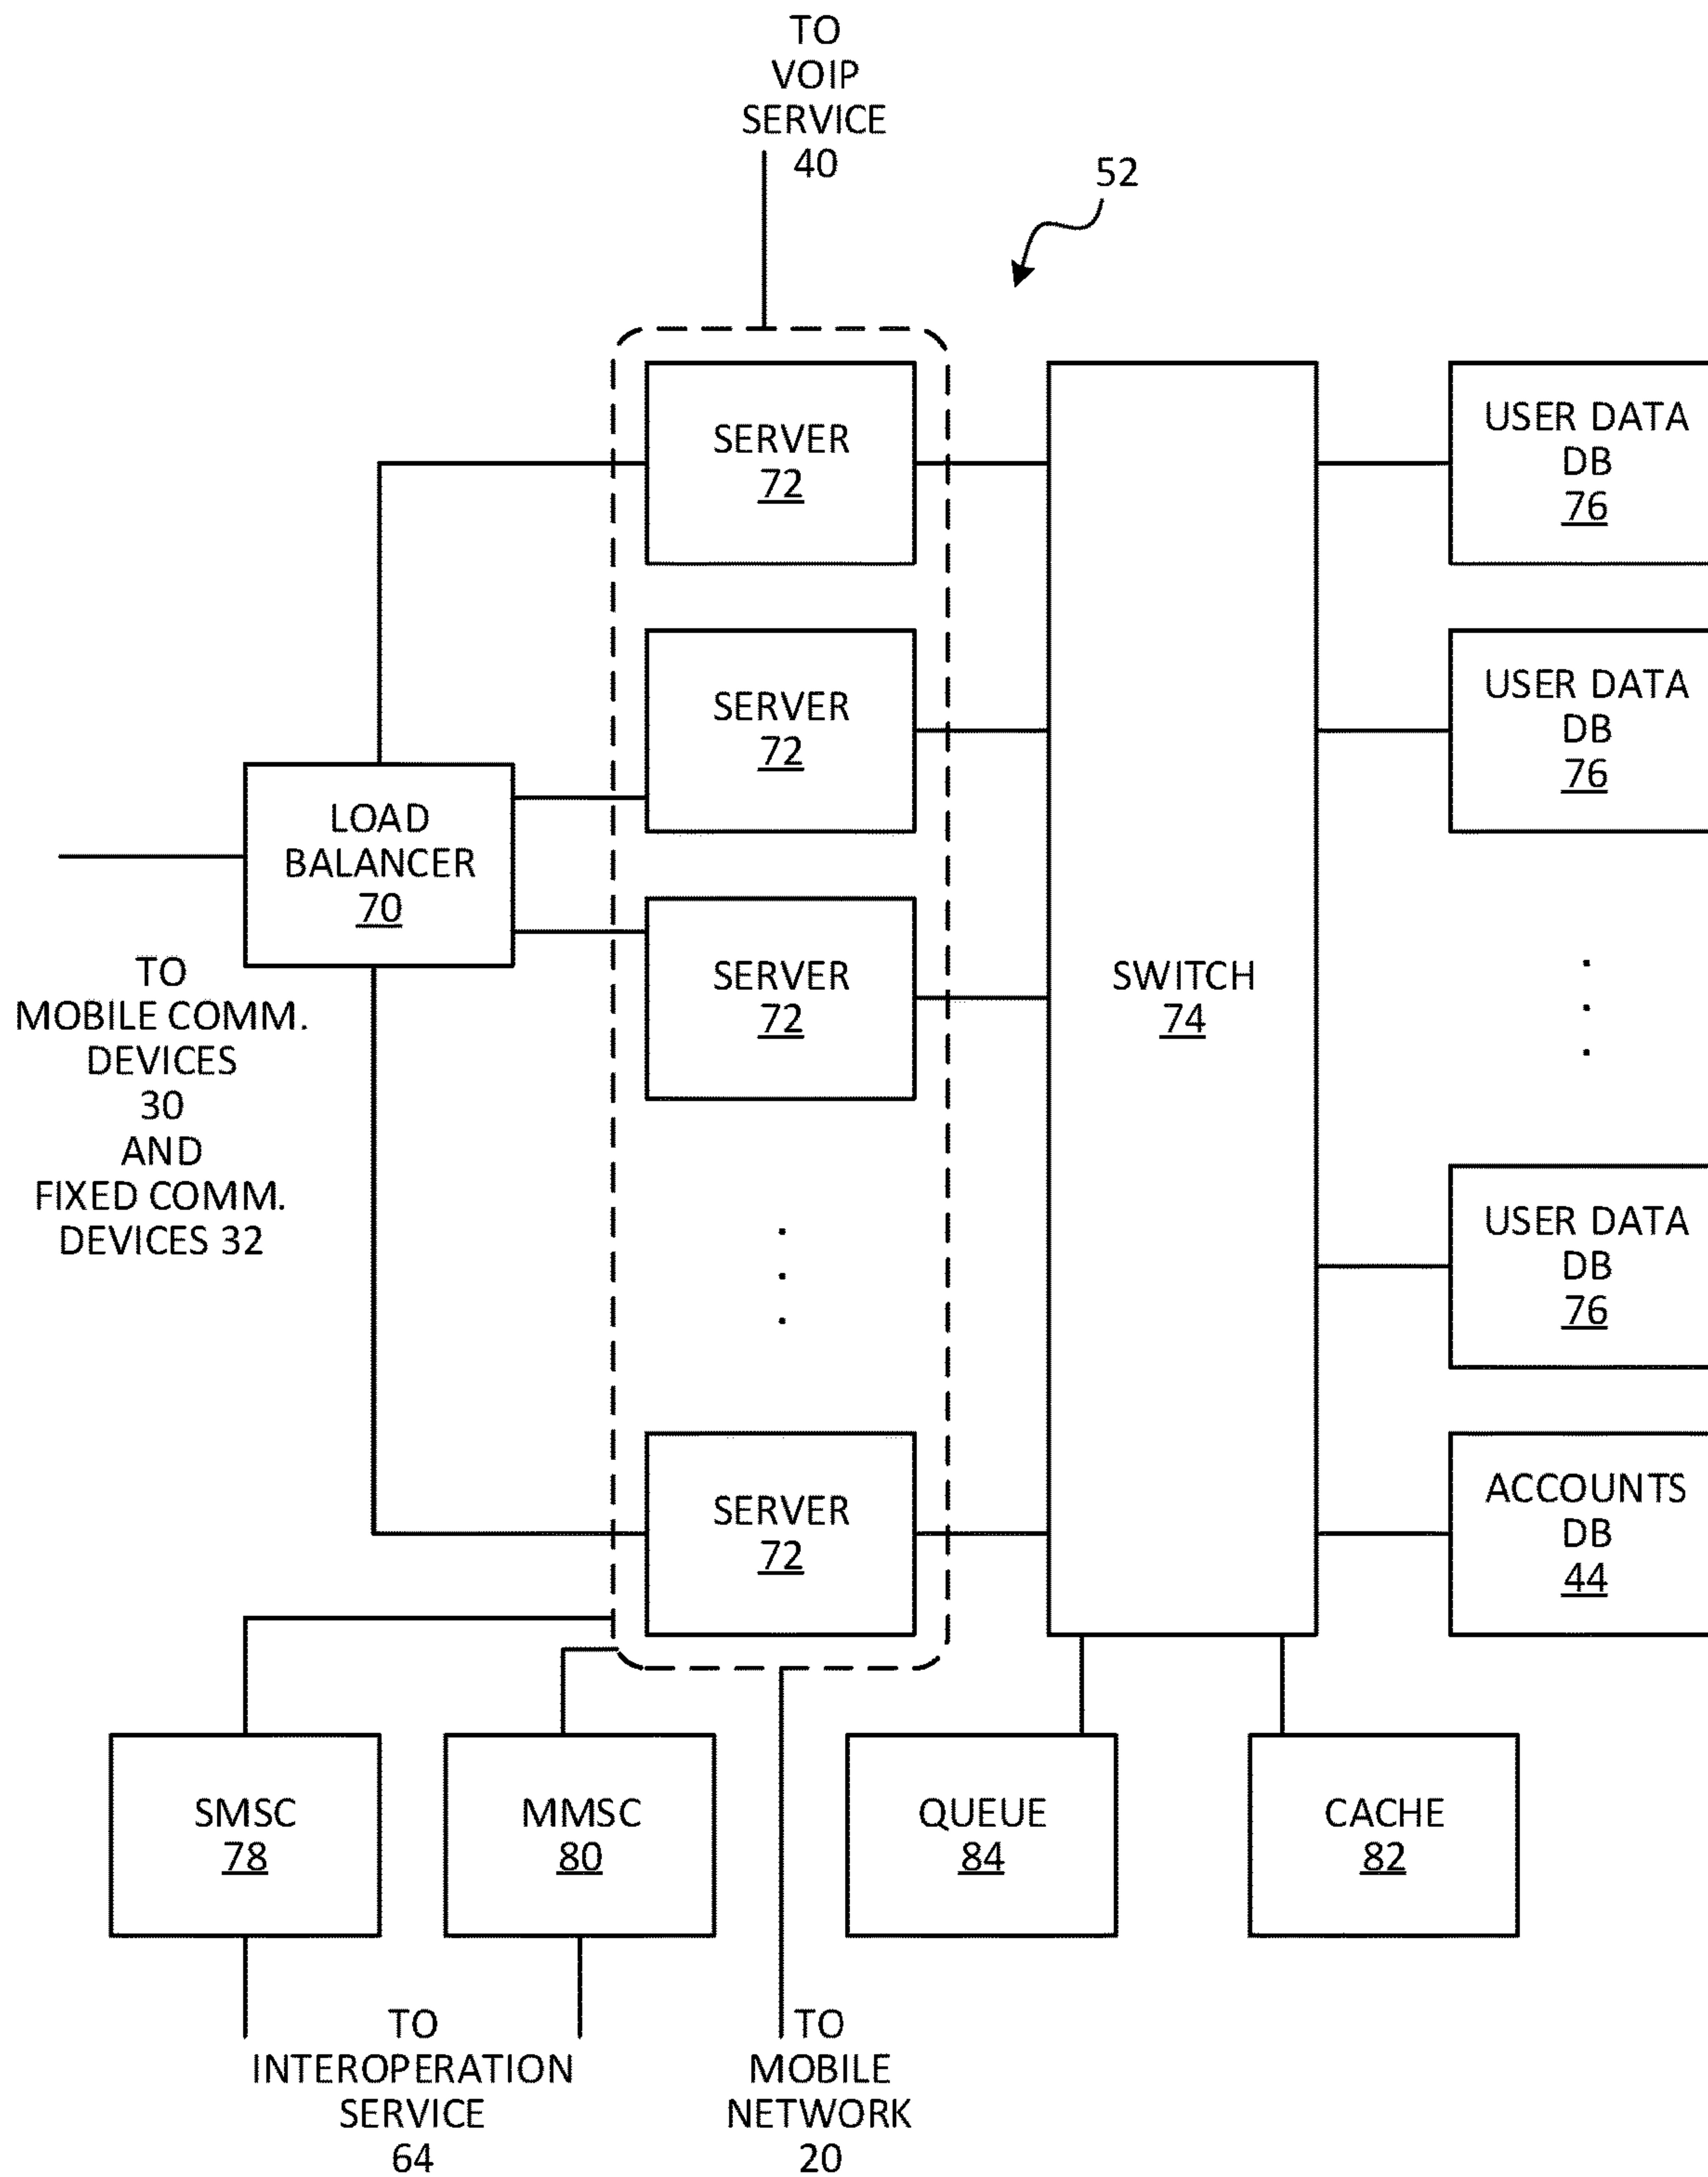 TO
VOIP
SERVICE
40
52
SERVER
72
USER DATA
DB
76
SERVER
72
USER DATA
DB
76
LOAD
BALANCER
70
SERVER
72
SWITCH
74
TO
MOBILE COMM.
DEVICES
30
AND
FIXED COMM.
DEVICES 32
USER DATA
DB
76
SERVER
72
ACCOUNTS
DB
44
SMSC
78
MMSC
80
QUEUE
84
CACHE
82
TO
INTEROPERATION
SERVICE
64
TO
MOBILE
NETWORK
20